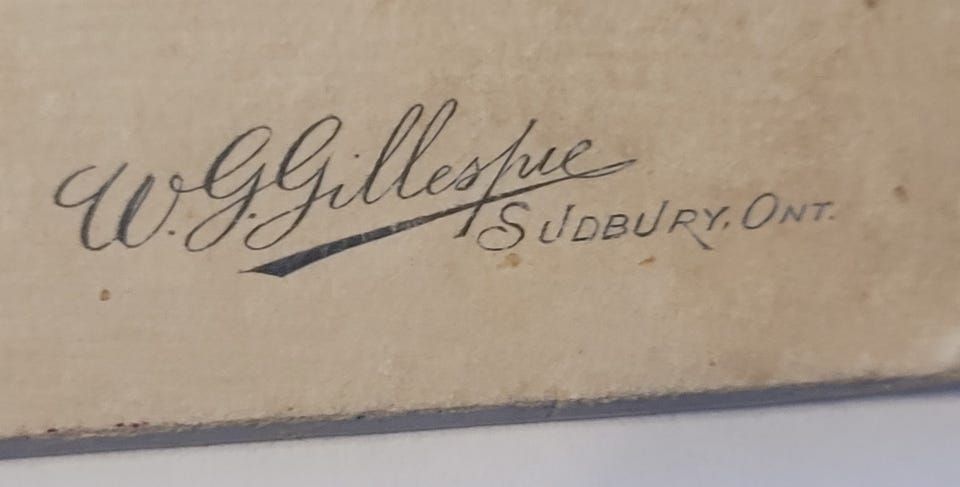 W.G.Gillespie
SUDBURY, ONT.